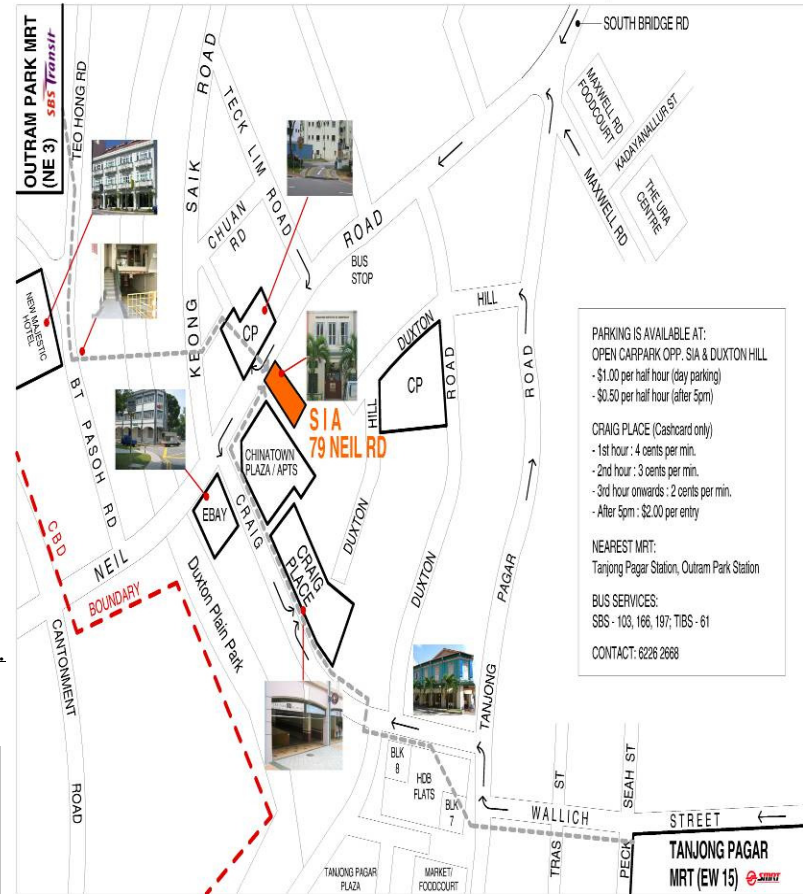 OUTRAM PARK MRT
(NE 3)
SBS Transit
TEO HONG RD
SAIK
ROAD
KEONG
TECK LIM ROAD
CHUAN
RD
ROAD
BUS
STOP
SOUTH BRIDGE RD
MAXWELL RD
FOODCOURT
KADAYANALLUR ST
THE URA
CENTRE
MAXWELL RD
NEW MAJESTIC
HOTEL
BT PASOH RD
CP
HILL
DUXTON
ROAD
CP
HILL
DUXTON
ROAD
S I A
79 NEIL RD
CHINATOWN
PLAZA / APTS
EBAY
CRAIG
CRAIG
PLACE
DUXTON
PAGAR
TANJONG
CBD
BOUNDARY
NEIL
Duxton Plain Park
CANTONMENT
ROAD
PARKING IS AVAILABLE AT:
OPEN CARPARK OPP. SIA & DUXTON HILL
- $1.00 per half hour (day parking)
- $0.50 per half hour (after 5pm)
CRAIG PLACE (Cashcard only)
- 1st hour : 4 cents per min.
- 2nd hour : 3 cents per min.
- 3rd hour onwards : 2 cents per min.
- After 5pm : $2.00 per entry
NEAREST MRT:
Tanjong Pagar Station, Outram Park Station
BUS SERVICES:
SBS - 103, 166, 197; TIBS - 61
CONTACT: 6226 2668
BLK
8
HDB
FLATS
BLK
7
TANJONG PAGAR
PLAZA
MARKET/
FOODCOURT
WALLICH
STREET
TRAS ST
PECK SEAH ST
TANJONG PAGAR
MRT (EW 15)
SMRT